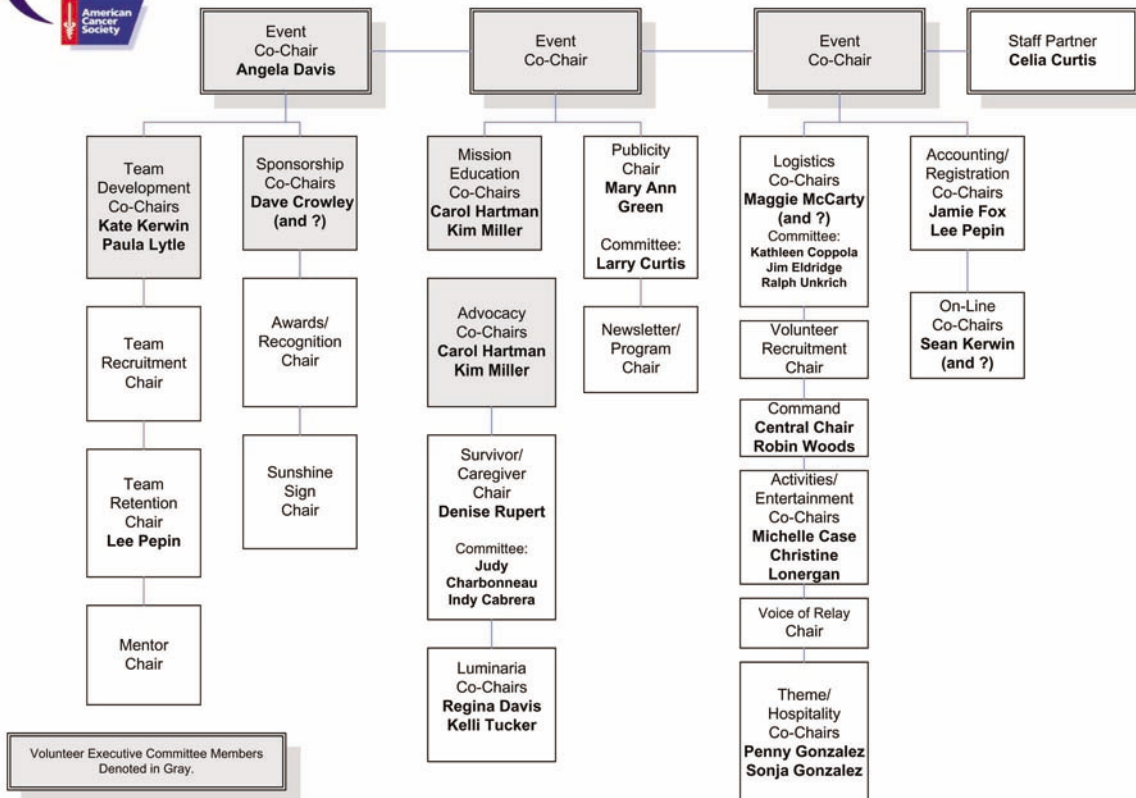 American
Cancer
Society
Event
Co-Chair
Angela Davis
Event
Co-Chair
Event
Co-Chair
Staff Partner
Celia Curtis
Team
Development
Co-Chairs
Kate Kerwin
Paula Lytle
Sponsorship
Co-Chairs
Dave Crowley
(and ?)
Mission
Education
Co-Chairs
Carol Hartman
Kim Miller
Publicity
Chair
Mary Ann
Green
Committee:
Larry Curtis
Logistics
Co-Chairs
Maggie McCarty
(and ?)
Committee:
Kathleen Coppola
Jim Eldridge
Ralph Unkrich
Accounting/
Registration
Co-Chairs
Jamie Fox
Lee Pepin
Team
Recruitment
Chair
Awards/
Recognition
Chair
Advocacy
Co-Chairs
Carol Hartman
Kim Miller
Newsletter/
Program
Chair
Volunteer
Recruitment
Chair
On-Line
Co-Chairs
Sean Kerwin
(and ?)
Command
Central Chair
Robin Woods
Team
Retention
Chair
Lee Pepin
Sunshine
Sign
Chair
Survivor/
Caregiver
Chair
Denise Rupert
Committee:
Judy
Charbonneau
Indy Cabrera
Activities/
Entertainment
Co-Chairs
Michelle Case
Christine
Lonergan
Voice of Relay
Chair
Mentor
Chair
Luminaria
Co-Chairs
Regina Davis
Kelli Tucker
Theme/
Hospitality
Co-Chairs
Penny Gonzalez
Sonja Gonzalez
Volunteer Executive Committee Members
Denoted in Gray.